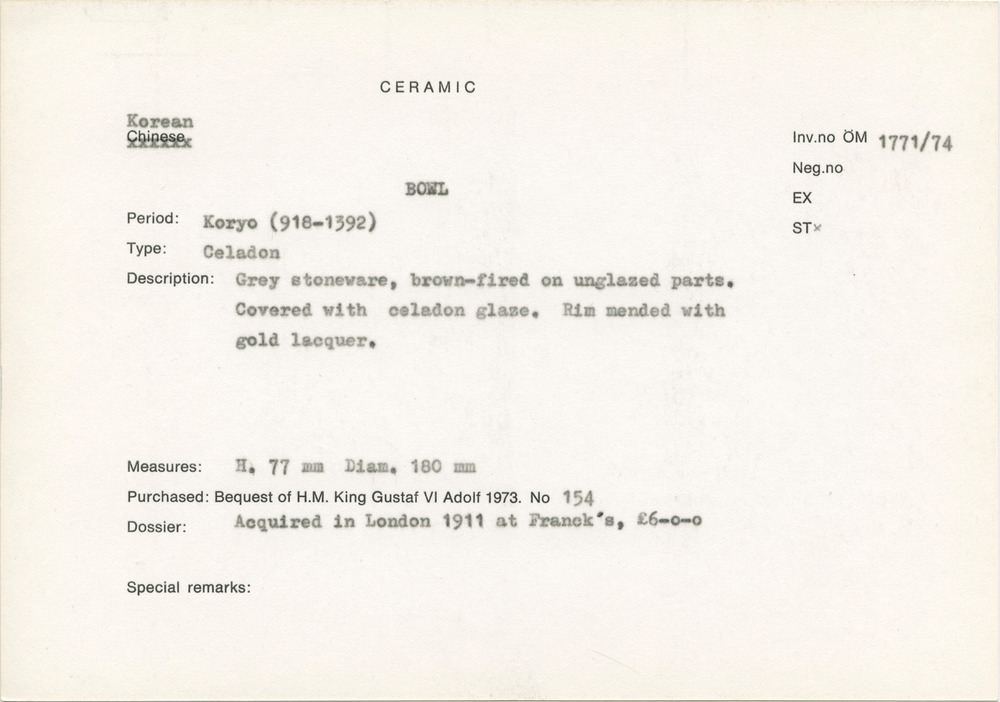 CERAMIC
Korean
Chinese
xxxxxxx
Inv.no ÖM 1771/74
Neg.no
EX
ST×
BOWL
Period: Koryo (918-1392)
Type: Celadon
Description: Grey stoneware, brown-fired on unglazed parts.
Covered with celadon glaze. Rim mended with
gold lacquer.
Measures: H. 77 mm Diam. 180 mm
Purchased: Bequest of H.M. King Gustaf VI Adolf 1973. No 154
Dossier: Acquired in London 1911 at Franck's, £6-o-o
Special remarks: